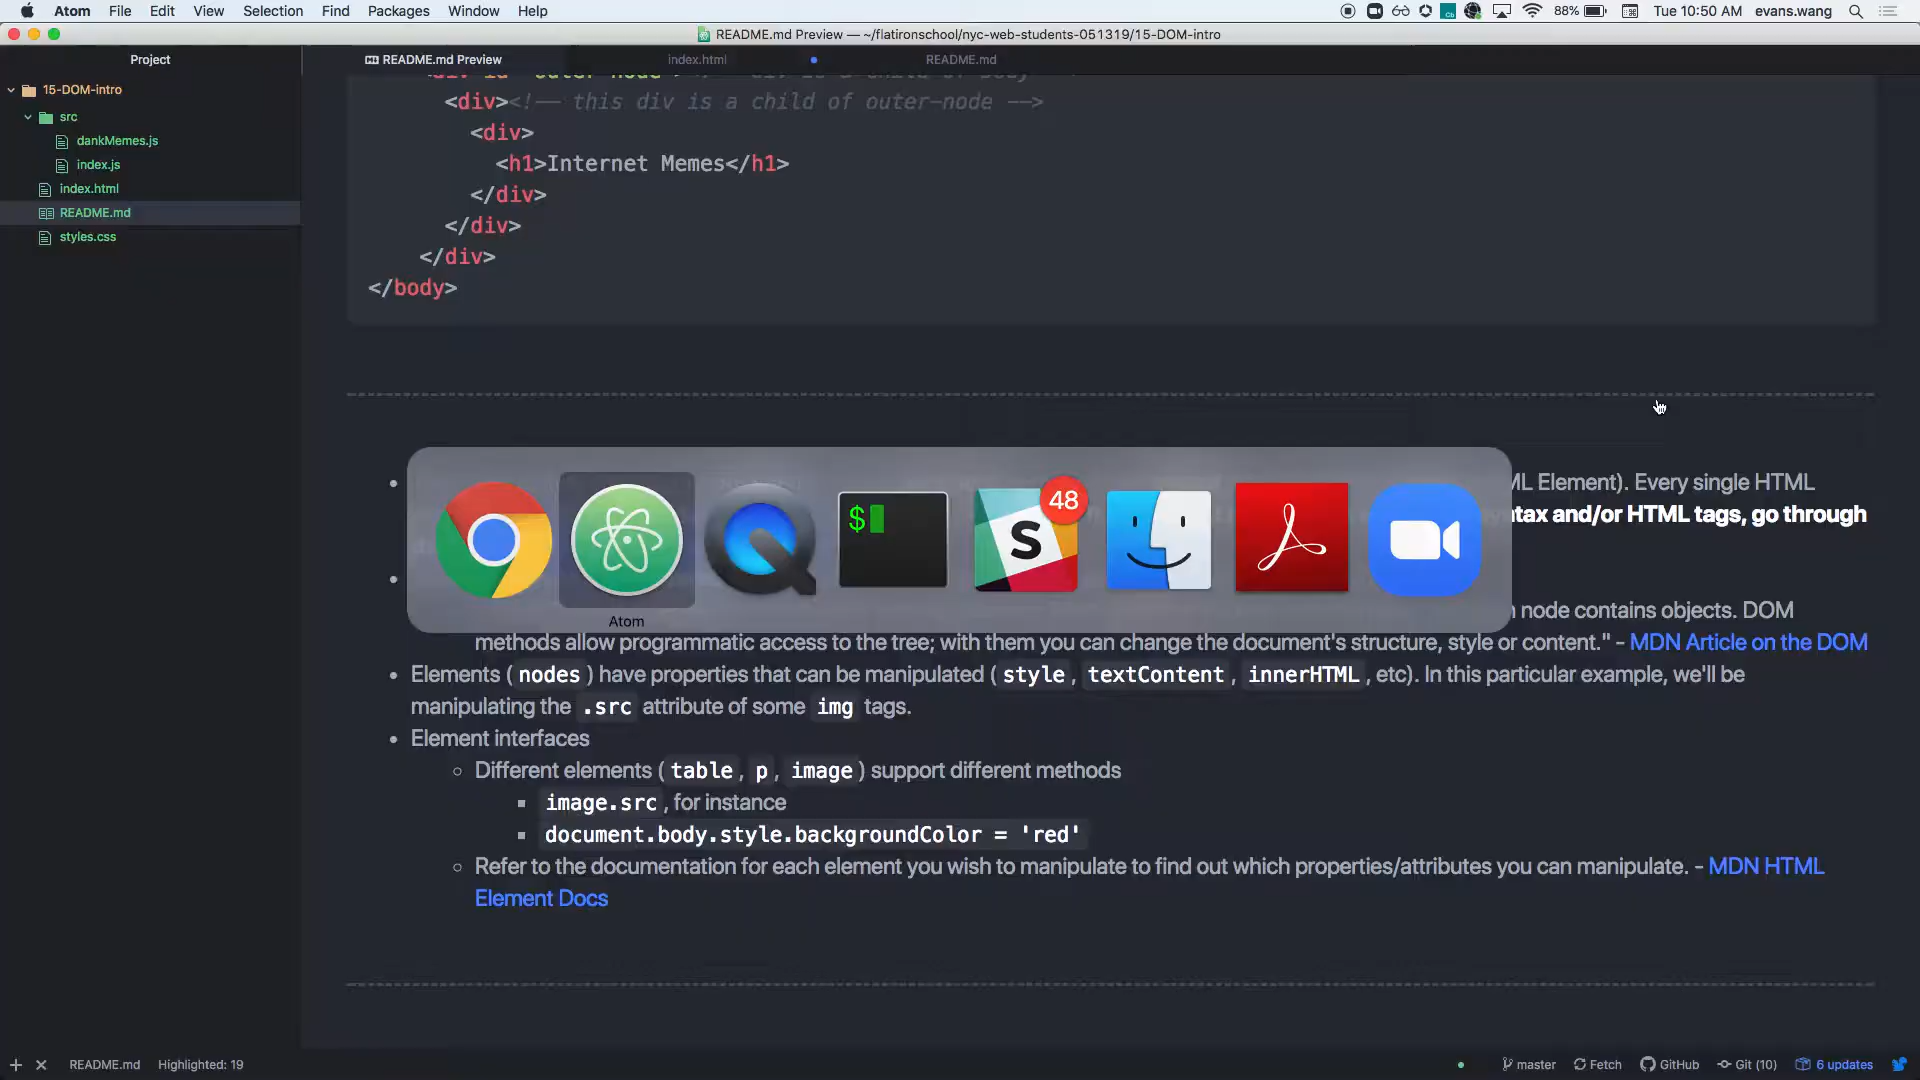 Atom File Edit View Selection Find Packages Window Help
88% Tue 10:50 AM evans.wang
README.md Preview — ~/flatironschool/nyc-web-students-051319/15-DOM-intro
Project
README.md Preview
index.html
README.md
15-DOM-intro
src
dankMemes.js
index.js
index.html
README.md
styles.css
<div><!-- this div is a child of outer-node -->
<div>
<h1>Internet Memes</h1>
</div>
</div>
</div>
</body>
ML Element). Every single HTML
tax and/or HTML tags, go through
$
S
48
Atom
node contains objects. DOM
methods allow programmatic access to the tree; with them you can change the document's structure, style or content." - MDN Article on the DOM
Elements ( nodes ) have properties that can be manipulated ( style , textContent , innerHTML , etc). In this particular example, we'll be
manipulating the .src attribute of some img tags.
Element interfaces
Different elements ( table , p , image ) support different methods
image.src , for instance
document.body.style.backgroundColor = 'red'
Refer to the documentation for each element you wish to manipulate to find out which properties/attributes you can manipulate. - MDN HTML
Element Docs
README.md Highlighted: 19
master Fetch GitHub Git (10) 6 updates